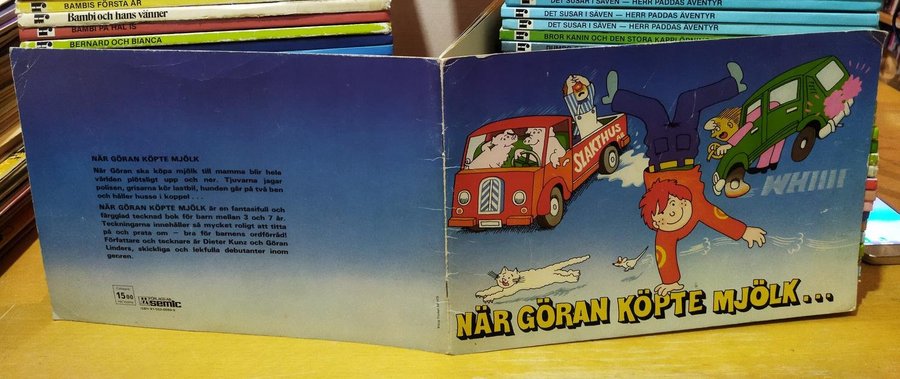 BAMBIS FÖRSTA ÅR
Bambi och hans vänner
BAMBI PÅ HAL IS
BERNARD OCH BIANCA
DET SUSAR I SÄVEN — HERR PADDAS ÄVENTYR
DET SUSAR I SÄVEN — HERR PADDAS ÄVENTYR
DET SUSAR I SÄVEN — HERR PADDAS ÄVENTYR
BROR KANIN OCH DEN STORA
NÄR GÖRAN KÖPTE MJÖLK
När Göran ska köpa mjölk till mamma blir hele
världen plötsligt upp och ner. Tjuvarna jagar
polisen, grisarna kör lastbil, hunden går på två ben
och håller husse i koppel . . .
NÄR GÖRAN KÖPTE MJÖLK är en fantasifull och
färgglad tecknad bok för barn mellan 3 och 7 år.
Teckningarna innehåller så mycket roligt att titta
på och prata om — bra för barnens ordförråd!
Författare och tecknare är Dieter Kunz och Göran
Linders, skickliga och lekfulla debutanter inom
genren.
15 00
semic
SLAKTHUS
WHIIII
NÄR GÖRAN KÖPTE MJÖLK...